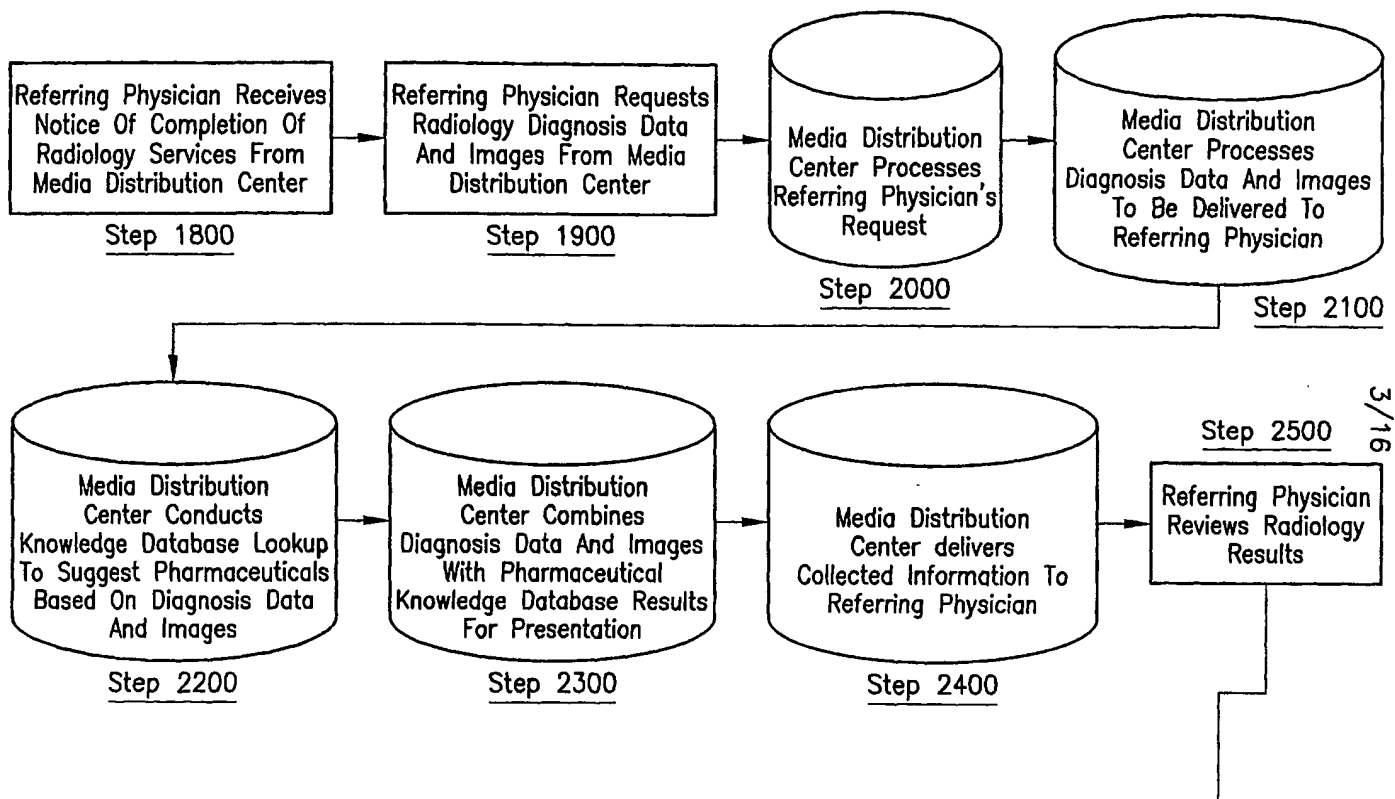 Referring Physician Receives
Notice Of Completion Of
Radiology Services From
Media Distribution Center
Step 1800
Referring Physician Requests
Radiology Diagnosis Data
And Images From Media
Distribution Center
Step 1900
Media Distribution
Center Processes
Referring Physician's
Request
Step 2000
Media Distribution
Center Processes
Diagnosis Data And Images
To Be Delivered To
Referring Physician
Step 2100
Media Distribution
Center Conducts
Knowledge Database Lookup
To Suggest Pharmaceuticals
Based On Diagnosis Data
And Images
Step 2200
Media Distribution
Center Combines
Diagnosis Data And Images
With Pharmaceutical
Knowledge Database Results
For Presentation
Step 2300
Media Distribution
Center delivers
Collected Information To
Referring Physician
Step 2400
Step 2500
Referring Physician
Reviews Radiology
Results
3/16